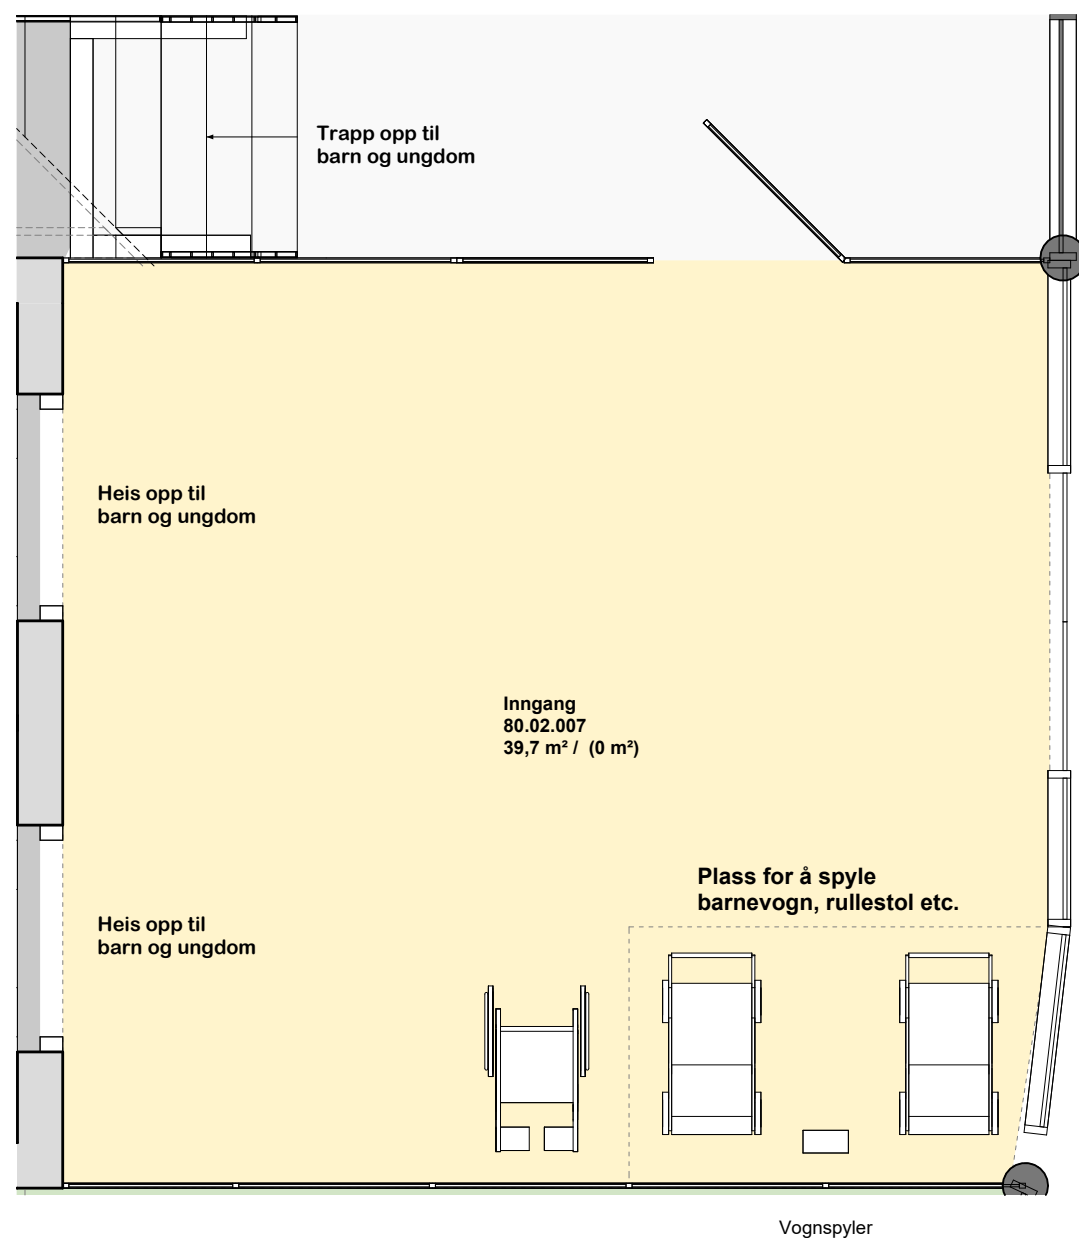 Trapp opp til
barn og ungdom
Heis opp til
barn og ungdom
Inngang
80.02.007
39,7 m² / (0 m²)
Plass for å spyle
barnevogn, rullestol etc.
Heis opp til
barn og ungdom
Vognspyler